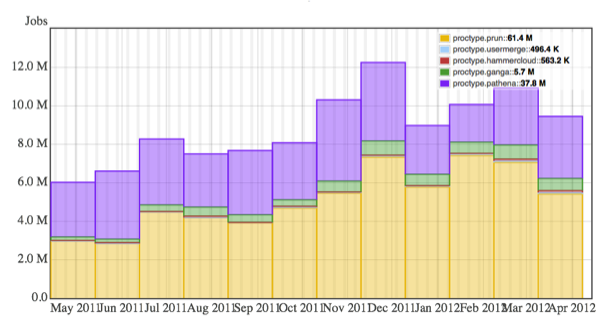 Jobs
proctype.prun::61.4 M
proctype.usermerge::496.4 K
proctype.hammercloud::563.2 K
proctype.ganga::5.7 M
proctype.pathena::37.8 M
12.0 M
10.0 M
8.0 M
6.0 M
4.0 M
2.0 M
0.0
May 2011 Jun 2011 Jul 2011 Aug 2011 Sep 2011 Oct 2011 Nov 2011 Dec 2011 Jan 2012 Feb 2012 Mar 2012 Apr 2012